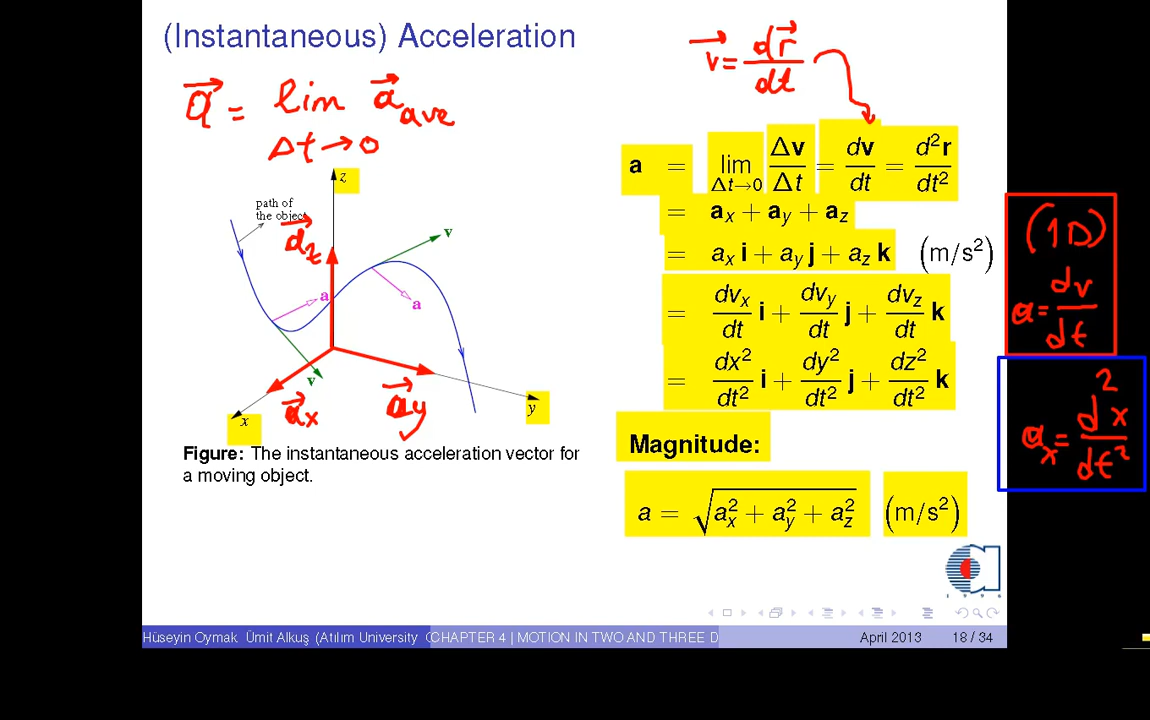 (Instantaneous) Acceleration
a⃗ = lim a⃗ave
Δt→0
v⃗ = dr⃗/dt
z
path of
the object
d⃗z
v
a
a
v
a⃗x
a⃗y
x
y
Figure: The instantaneous acceleration vector for
a moving object.
a = lim Δt→0 Δv/Δt = dv/dt = d²r/dt²
= ax + ay + az
= ax i + ay j + az k (m/s²)
= dvx/dt i + dvy/dt j + dvz/dt k
= dx²/dt² i + dy²/dt² j + dz²/dt² k
Magnitude:
a = √(ax² + ay² + az²) (m/s²)
(1D)
a = dv/dt
ax = d²x/dt²
1 9 9 6
Hüseyin Oymak, Ümit Alkuş (Atılım University
CHAPTER 4 | MOTION IN TWO AND THREE D
April 2013
18 / 34